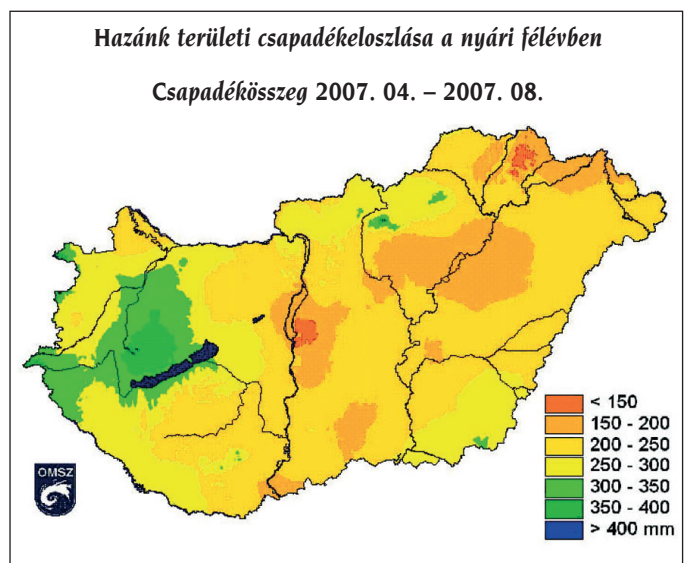 Hazánk területi csapadékeloszlása a nyári félévben
Csapadékösszeg 2007. 04. – 2007. 08.
< 150
150 - 200
200 - 250
250 - 300
300 - 350
350 - 400
> 400 mm
OMSZ